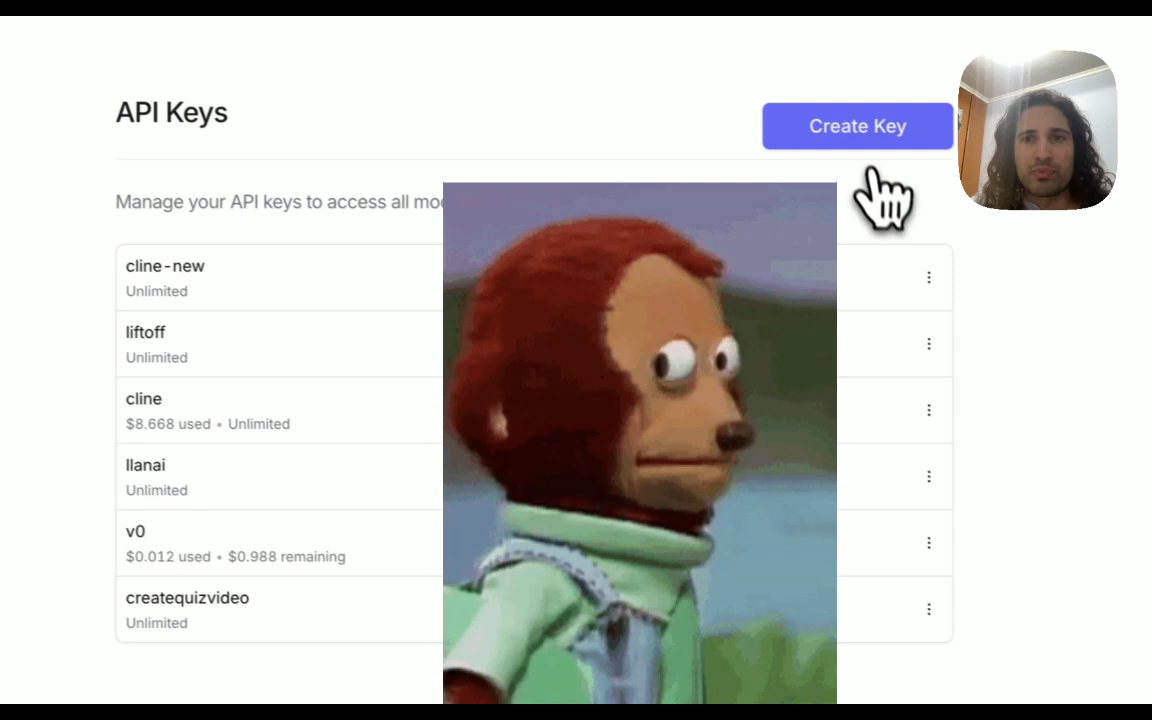 API Keys
Create Key
Manage your API keys to access all
cline-new
Unlimited
liftoff
Unlimited
cline
$8.668 used • Unlimited
llanai
Unlimited
v0
$0.012 used • $0.988 remaining
createquizvideo
Unlimited